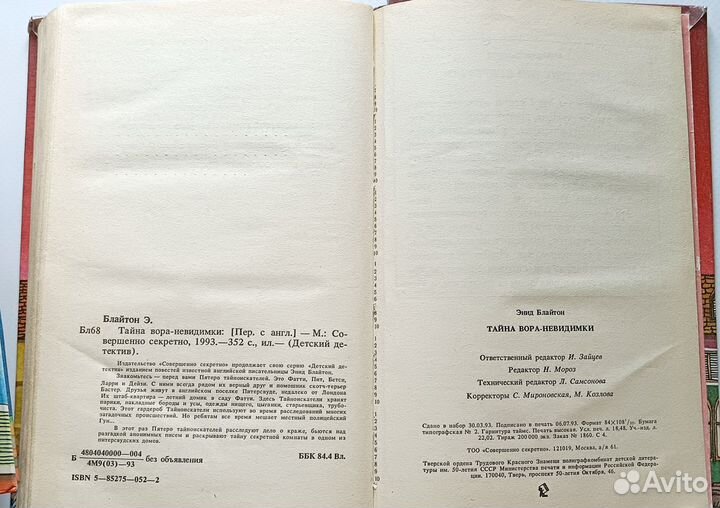 Блайтон Э.
Бл68 Тайна вора-невидимки: [Пер. с англ.] — М.: Со-
вершенно секретно, 1993.—352 с., ил.— (Детский де-
тектив).
Издательство «Совершенно секретно» продолжает свою серию «Детский де-
тектив» изданием повестей известной английской писательницы Энид Блайтон.
Знакомьтесь — перед вами Пятеро тайноискателей. Это Фатти, Пип, Бетси,
Ларри и Дейзи. С ними всегда рядом их верный друг и помощник скотч-терьер
Бастер. Друзья живут в английском поселке Питерсвуде, недалеко от Лондона
Их штаб-квартира — летний домик в саду Фатти. Здесь Тайноискатели хранят
парики, накладные бороды и усы, одежды нищего, цыганки, старьевщика, трубо-
чиста. Этот гардероб Тайноискатели используют во время расследований многих
загадочных происшествий. Но ребятам все время мешает местный полицейский
Гун...
В этот раз Пятеро тайноискателей расследуют дело о краже, бьются над
разгадкой анонимных писем и раскрывают тайну секретной комнаты в одном из
питерсвудских домов.
Б 4804040000—004
4М9(03)—93 без объявления ББК 84.4 Вл.
ISBN 5—85275—052—2
Энид Блайтон
ТАЙНА ВОРА-НЕВИДИМКИ
Ответственный редактор И. Зайцев
Редактор Н. Мороз
Технический редактор Л. Самсонова
Корректоры С. Мироновская, М. Козлова
Сдано в набор 30.03.93. Подписано в печать 06.07.93. Формат 84×108¹/₃₂. Бумага
типографская № 2. Гарнитура таймс. Печать высокая. Усл. печ. л. 18,48. Уч.-изд. л.
22,02. Тираж 200 000 экз. Заказ № 1860. С 4.
ТОО «Совершенно секретно», 121019, Москва, а/я 61.
Тверской ордена Трудового Красного Знамени полиграфкомбинат детской литера-
туры им. 50-летия СССР Министерства печати и информации Российской Федера-
ции. 170040, Тверь, проспект 50-летия Октября, 46.
Avito